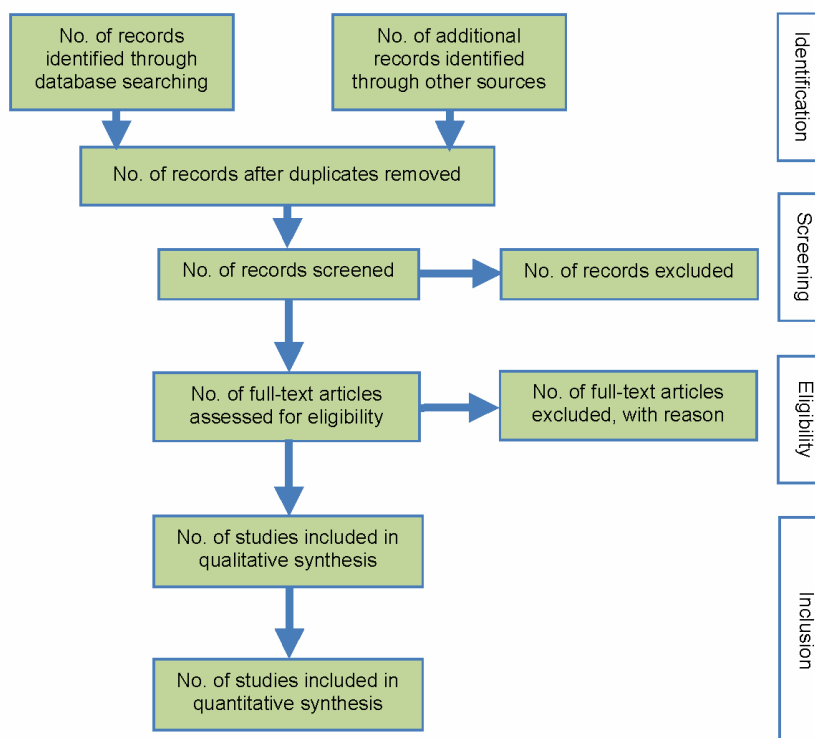 No. of records
identified through
database searching
No. of additional
records identified
through other sources
Identification
No. of records after duplicates removed
Screening
No. of records screened
No. of records excluded
Eligibility
No. of full-text articles
assessed for eligibility
No. of full-text articles
excluded, with reason
Inclusion
No. of studies included in
qualitative synthesis
No. of studies included in
quantitative synthesis